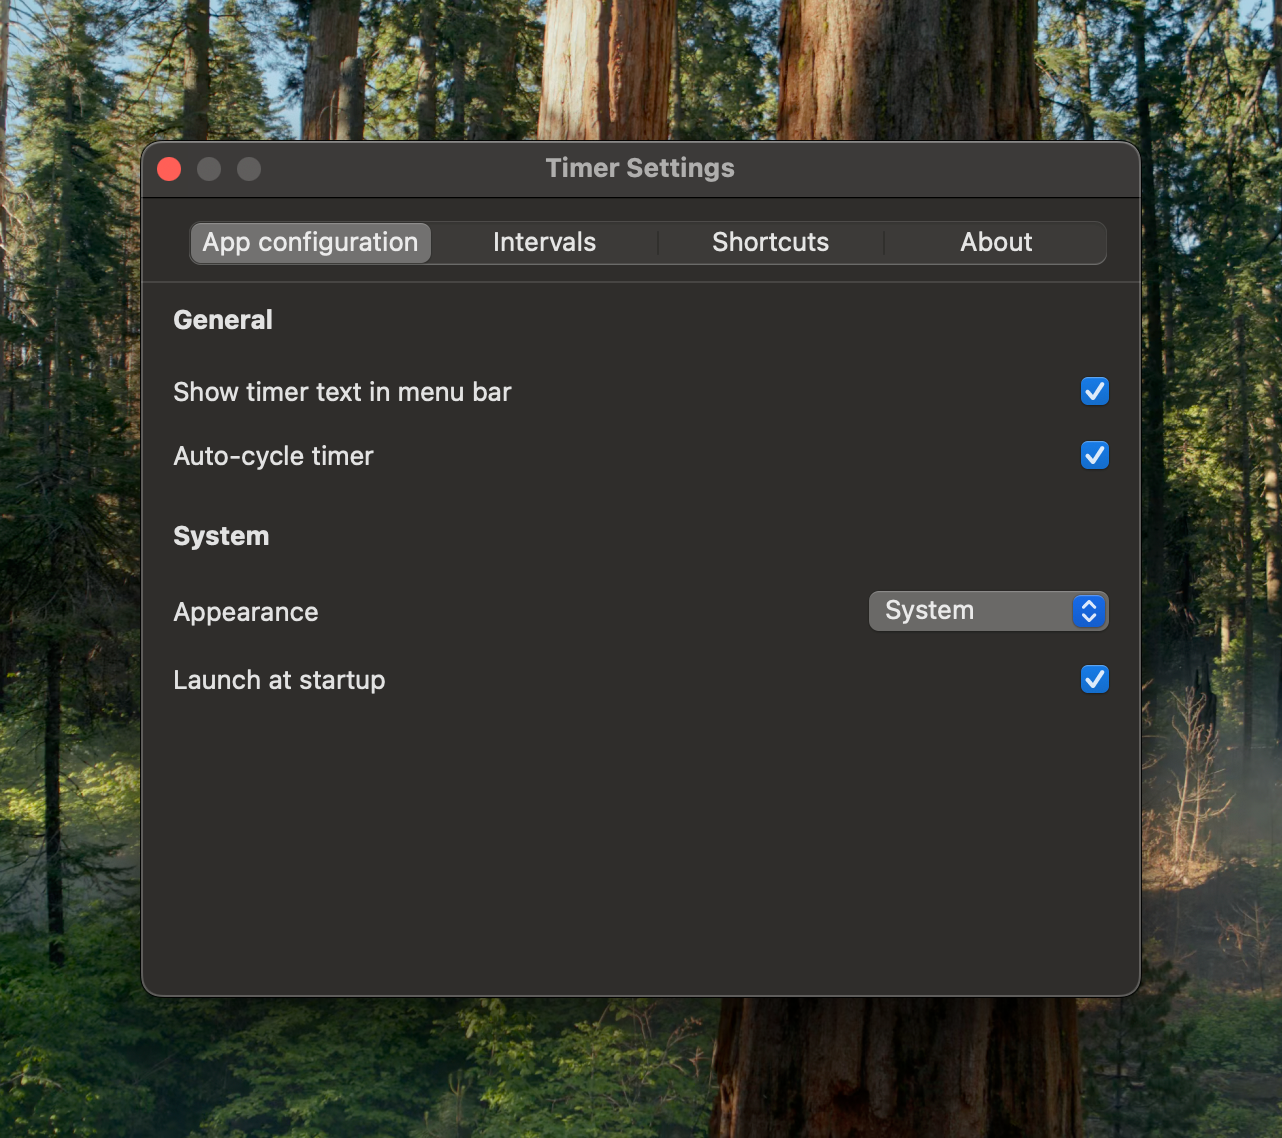 Timer Settings
App configuration
Intervals
Shortcuts
About
General
Show timer text in menu bar
Auto-cycle timer
System
Appearance
System
Launch at startup